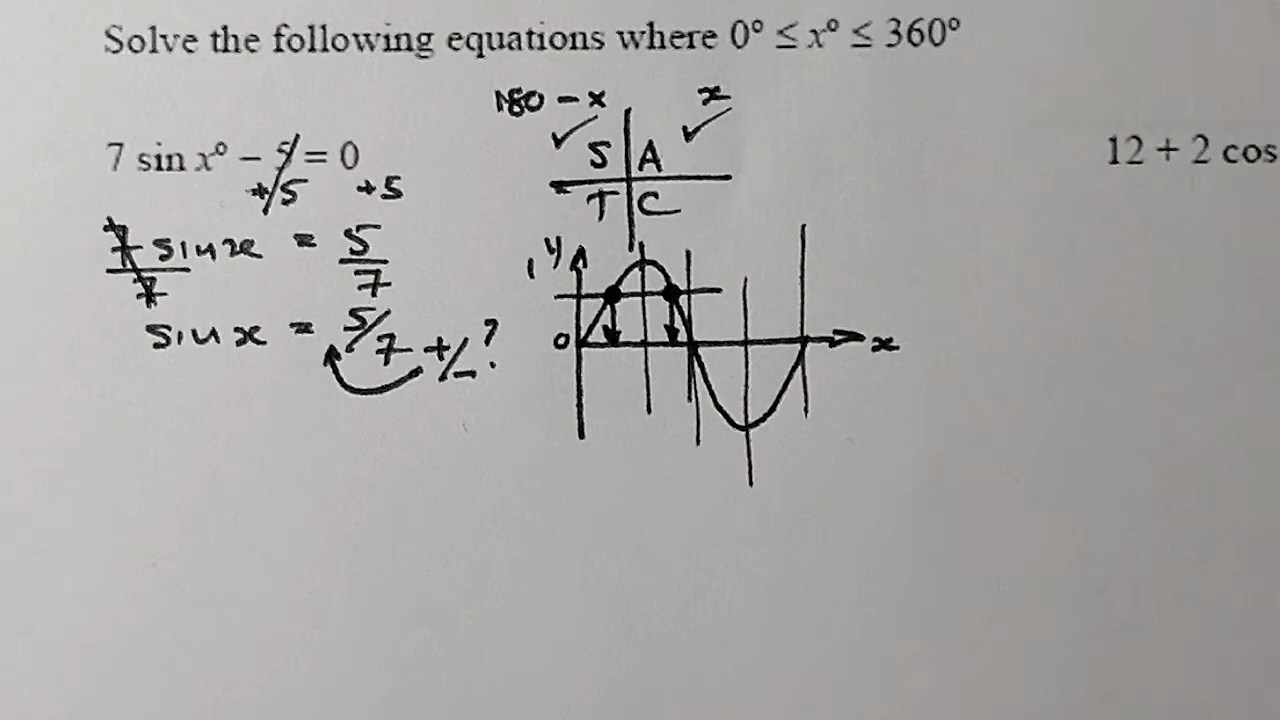 Solve the following equations where 0° ≤ x° ≤ 360°
180 - x
x
7 sin x° − 5 = 0
+5 +5
S A
T C
12 + 2 cos
7 sin x = 5
7 7
sin x = 5/7 +/- ?
1 y
0
x